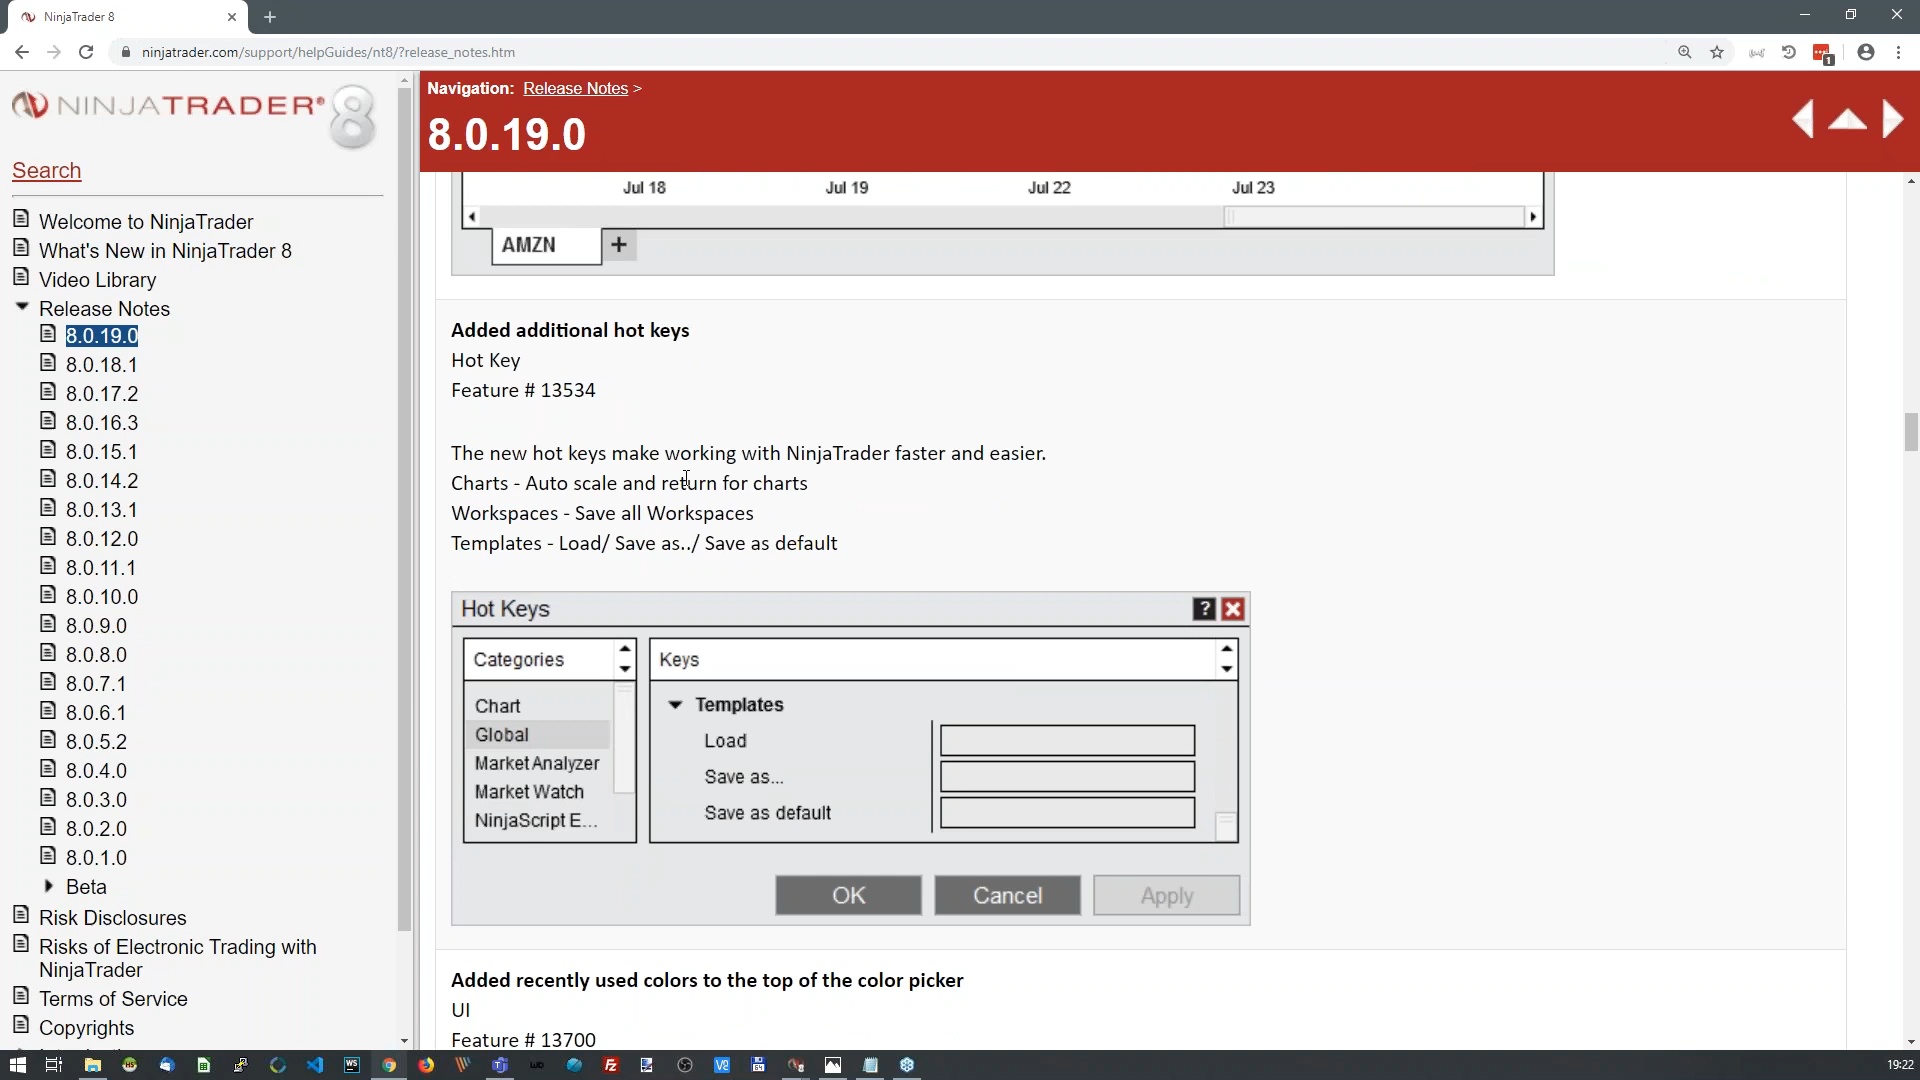 NinjaTrader 8
ninjatrader.com/support/helpGuides/nt8/?release_notes.htm
1
NINJATRADER® 8
Search
Welcome to NinjaTrader
What's New in NinjaTrader 8
Video Library
Release Notes
8.0.19.0
8.0.18.1
8.0.17.2
8.0.16.3
8.0.15.1
8.0.14.2
8.0.13.1
8.0.12.0
8.0.11.1
8.0.10.0
8.0.9.0
8.0.8.0
8.0.7.1
8.0.6.1
8.0.5.2
8.0.4.0
8.0.3.0
8.0.2.0
8.0.1.0
Beta
Risk Disclosures
Risks of Electronic Trading with
NinjaTrader
Terms of Service
Copyrights
Navigation: Release Notes >
8.0.19.0
Jul 18 Jul 19 Jul 22 Jul 23
AMZN +
Added additional hot keys
Hot Key
Feature # 13534
The new hot keys make working with NinjaTrader faster and easier.
Charts - Auto scale and return for charts
Workspaces - Save all Workspaces
Templates - Load/ Save as../ Save as default
Hot Keys ?
Categories
Chart
Global
Market Analyzer
Market Watch
NinjaScript E...
Keys
Templates
Load
Save as...
Save as default
OK Cancel Apply
Added recently used colors to the top of the color picker
UI
Feature # 13700
19:22